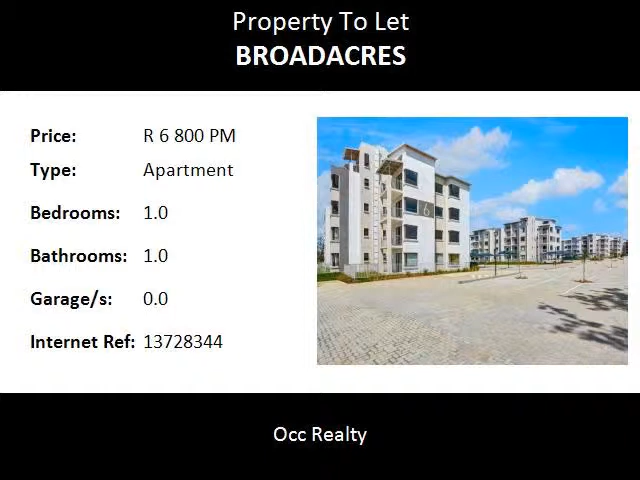 Property To Let
BROADACRES
Price: R 6 800 PM
Type: Apartment
Bedrooms: 1.0
Bathrooms: 1.0
Garage/s: 0.0
Internet Ref: 13728344
6
Occ Realty